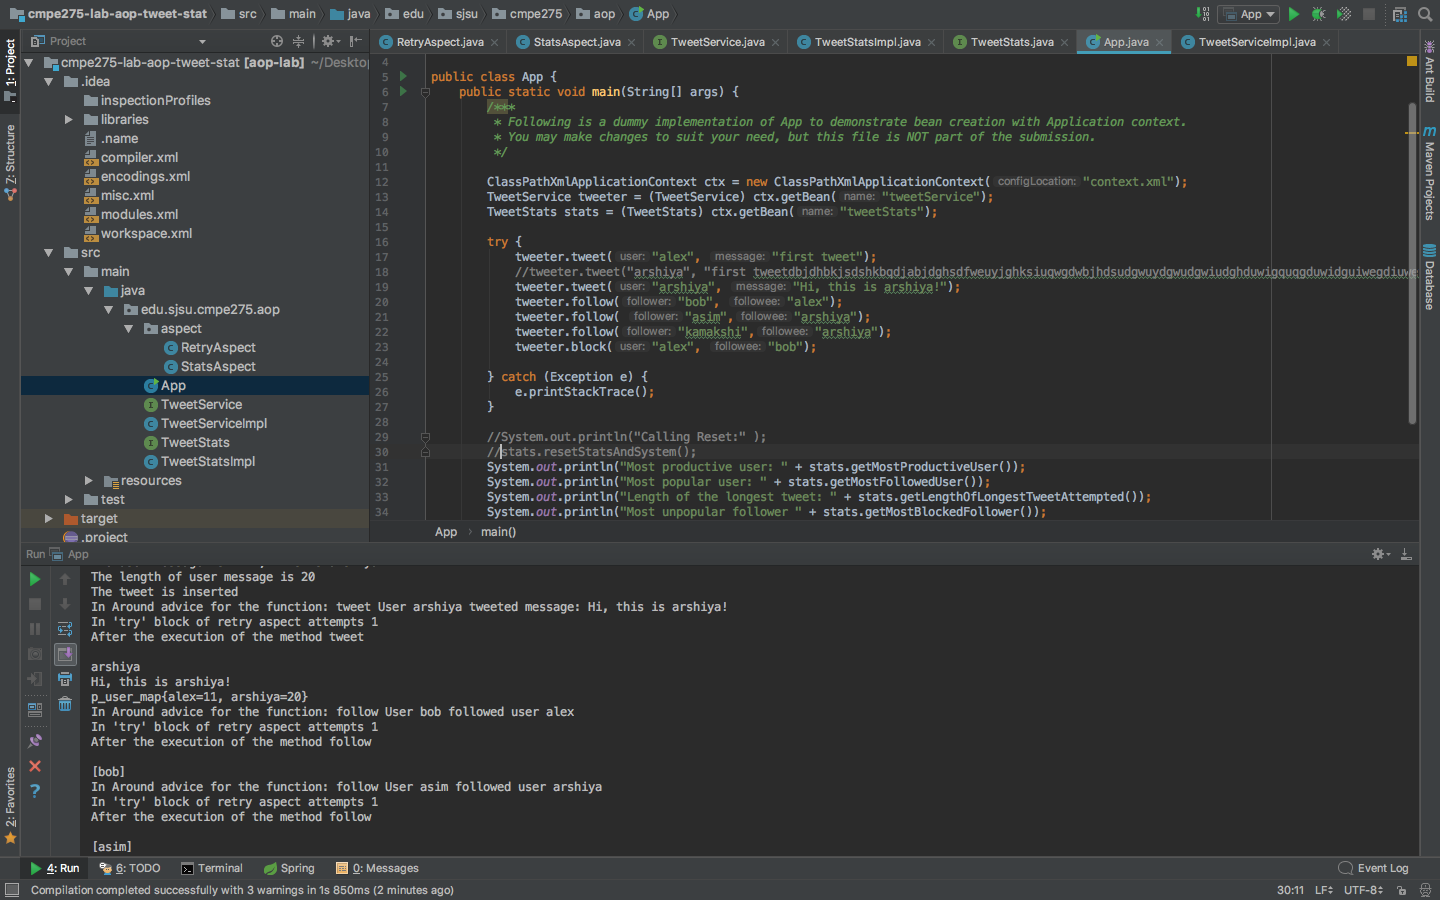 cmpe275-lab-aop-tweet-stat src main java edu sjsu cmpe275 aop App
App
Project
RetryAspect.java StatsAspect.java TweetService.java TweetStatsImpl.java TweetStats.java App.java TweetServiceImpl.java
1: Project
Z: Structure
2: Favorites
Ant Build
Maven Projects
Database
cmpe275-lab-aop-tweet-stat [aop-lab] ~/Deskto
.idea
inspectionProfiles
libraries
.name
compiler.xml
encodings.xml
misc.xml
modules.xml
workspace.xml
src
main
java
edu.sjsu.cmpe275.aop
aspect
RetryAspect
StatsAspect
App
TweetService
TweetServiceImpl
TweetStats
TweetStatsImpl
resources
test
target
.project
4
5 public class App {
6 public static void main(String[] args) {
7 /***
8 * Following is a dummy implementation of App to demonstrate bean creation with Application context.
9 * You may make changes to suit your need, but this file is NOT part of the submission.
10 */
11
12 ClassPathXmlApplicationContext ctx = new ClassPathXmlApplicationContext( configLocation: "context.xml");
13 TweetService tweeter = (TweetService) ctx.getBean( name: "tweetService");
14 TweetStats stats = (TweetStats) ctx.getBean( name: "tweetStats");
15
16 try {
17 tweeter.tweet( user: "alex", message: "first tweet");
18 //tweeter.tweet("arshiya", "first
19 tweeter.tweet( user: "arshiya", message: "Hi, this is arshiya!");
20 tweeter.follow( follower: "bob", followee: "alex");
21 tweeter.follow( follower: "asim", followee: "arshiya");
22 tweeter.follow( follower: "kamakshi", followee: "arshiya");
23 tweeter.block( user: "alex", followee: "bob");
24
25 } catch (Exception e) {
26 e.printStackTrace();
27 }
28
29 //System.out.println("Calling Reset:" );
30 //stats.resetStatsAndSystem();
31 System.out.println("Most productive user: " + stats.getMostProductiveUser());
32 System.out.println("Most popular user: " + stats.getMostFollowedUser());
33 System.out.println("Length of the longest tweet: " + stats.getLengthOfLongestTweetAttempted());
34 System.out.println("Most unpopular follower " + stats.getMostBlockedFollower());
App main()
Run App
The length of user message is 20
The tweet is inserted
In Around advice for the function: tweet User arshiya tweeted message: Hi, this is arshiya!
In 'try' block of retry aspect attempts 1
After the execution of the method tweet
arshiya
Hi, this is arshiya!
p_user_map{alex=11, arshiya=20}
In Around advice for the function: follow User bob followed user alex
In 'try' block of retry aspect attempts 1
After the execution of the method follow
[bob]
In Around advice for the function: follow User asim followed user arshiya
In 'try' block of retry aspect attempts 1
After the execution of the method follow
[asim]
4: Run 6: TODO Terminal Spring 0: Messages Event Log
Compilation completed successfully with 3 warnings in 1s 850ms (2 minutes ago) 30:11 LF UTF-8